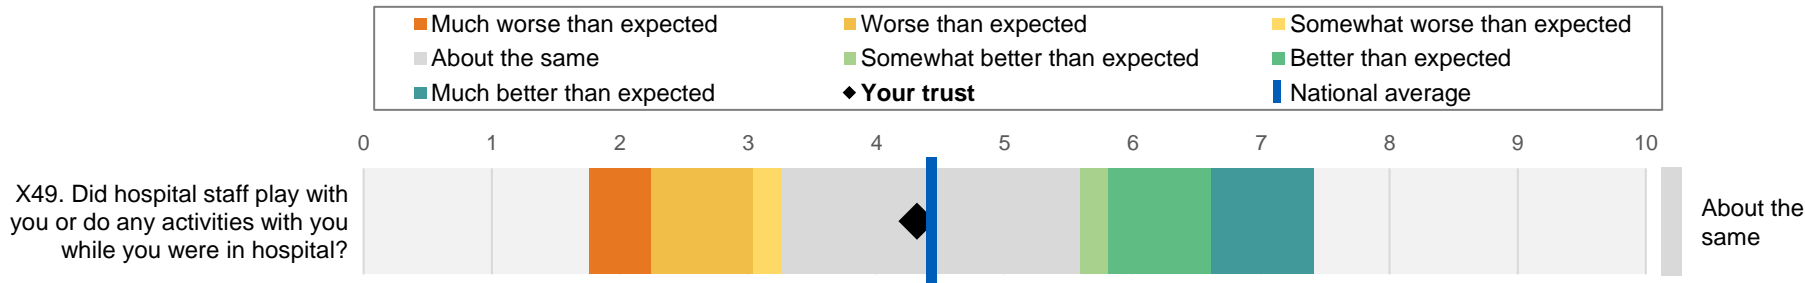 Much worse than expected
Worse than expected
Somewhat worse than expected
About the same
Somewhat better than expected
Better than expected
Much better than expected
Your trust
National average
0 1 2 3 4 5 6 7 8 9 10
X49. Did hospital staff play with
you or do any activities with you
while you were in hospital?
About the
same